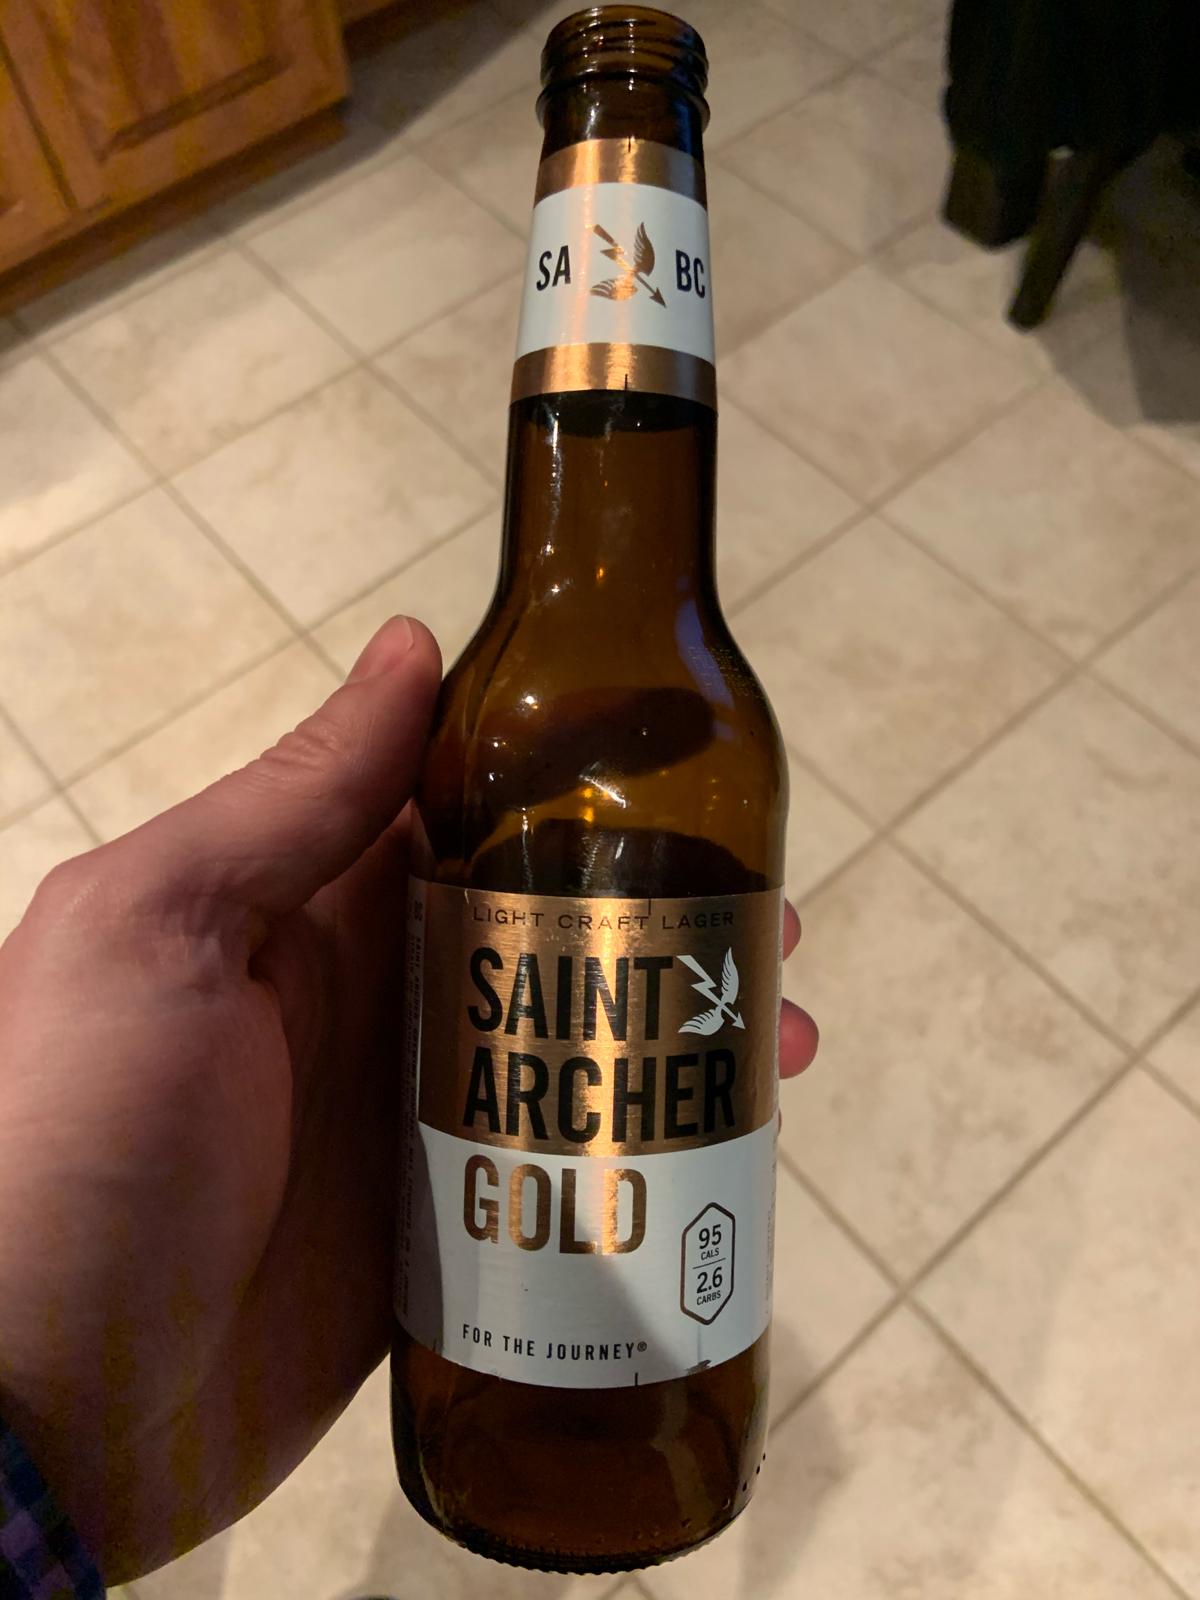 SA BC
LIGHT CRAFT LAGER
SAINT
ARCHER
GOLD
95
CALS
2.6
CARBS
FOR THE JOURNEY®